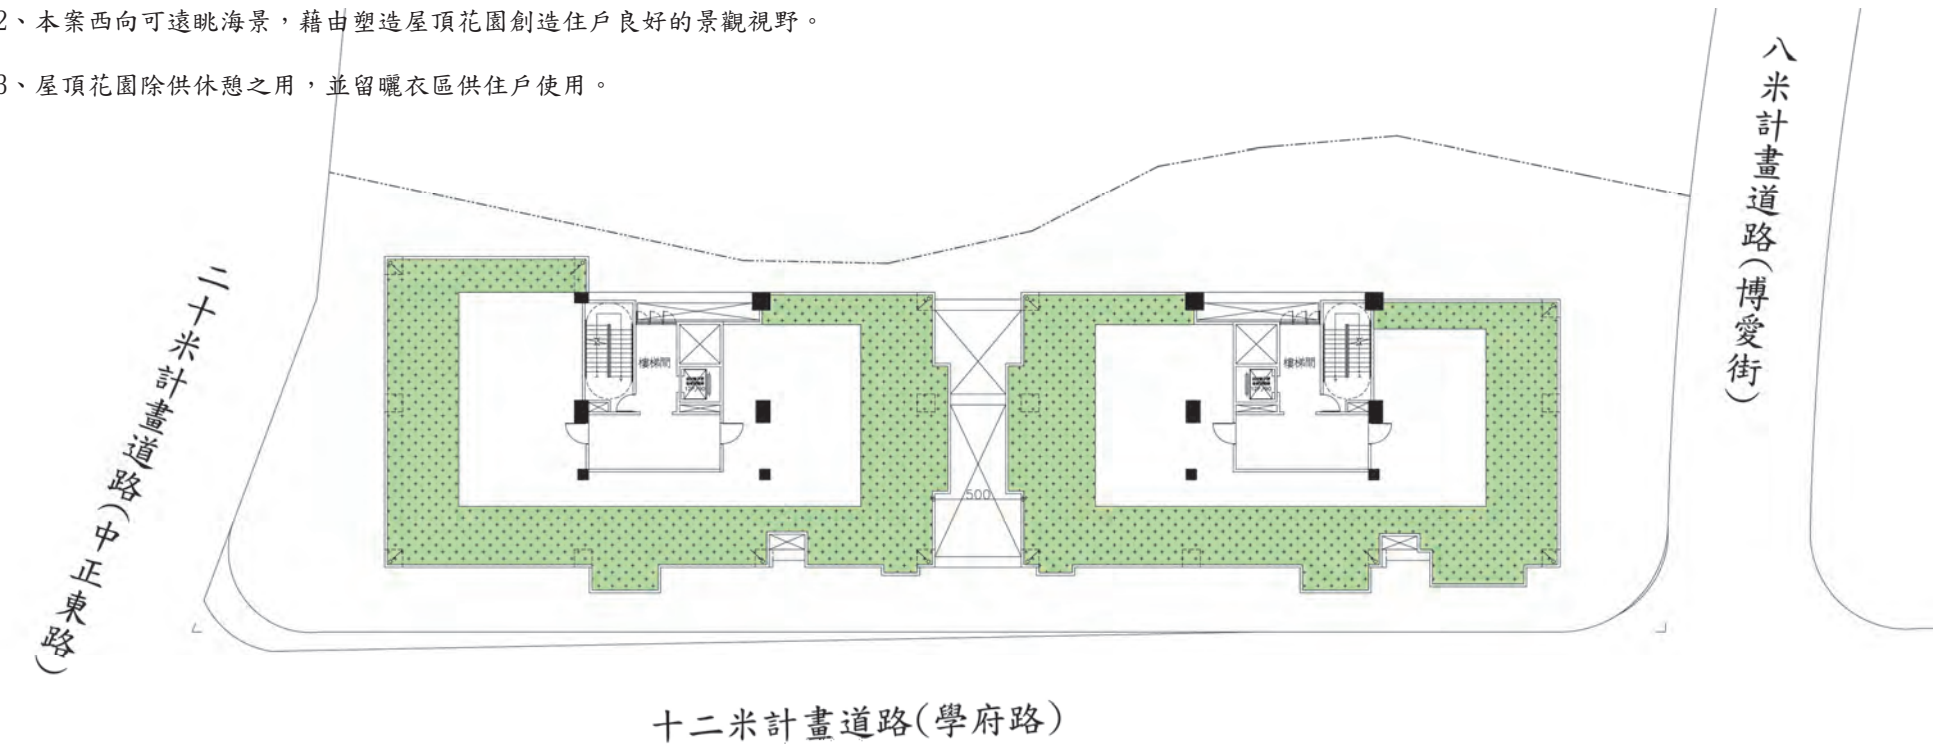 2、本案西向可遠眺海景，藉由塑造屋頂花園創造住戶良好的景觀視野。
3、屋頂花園除供休憩之用，並留曬衣區供住戶使用。
八米計畫道路(博愛街)
二十米計畫道路(中正東路)
樓梯間
樓梯間
500
十二米計畫道路(學府路)